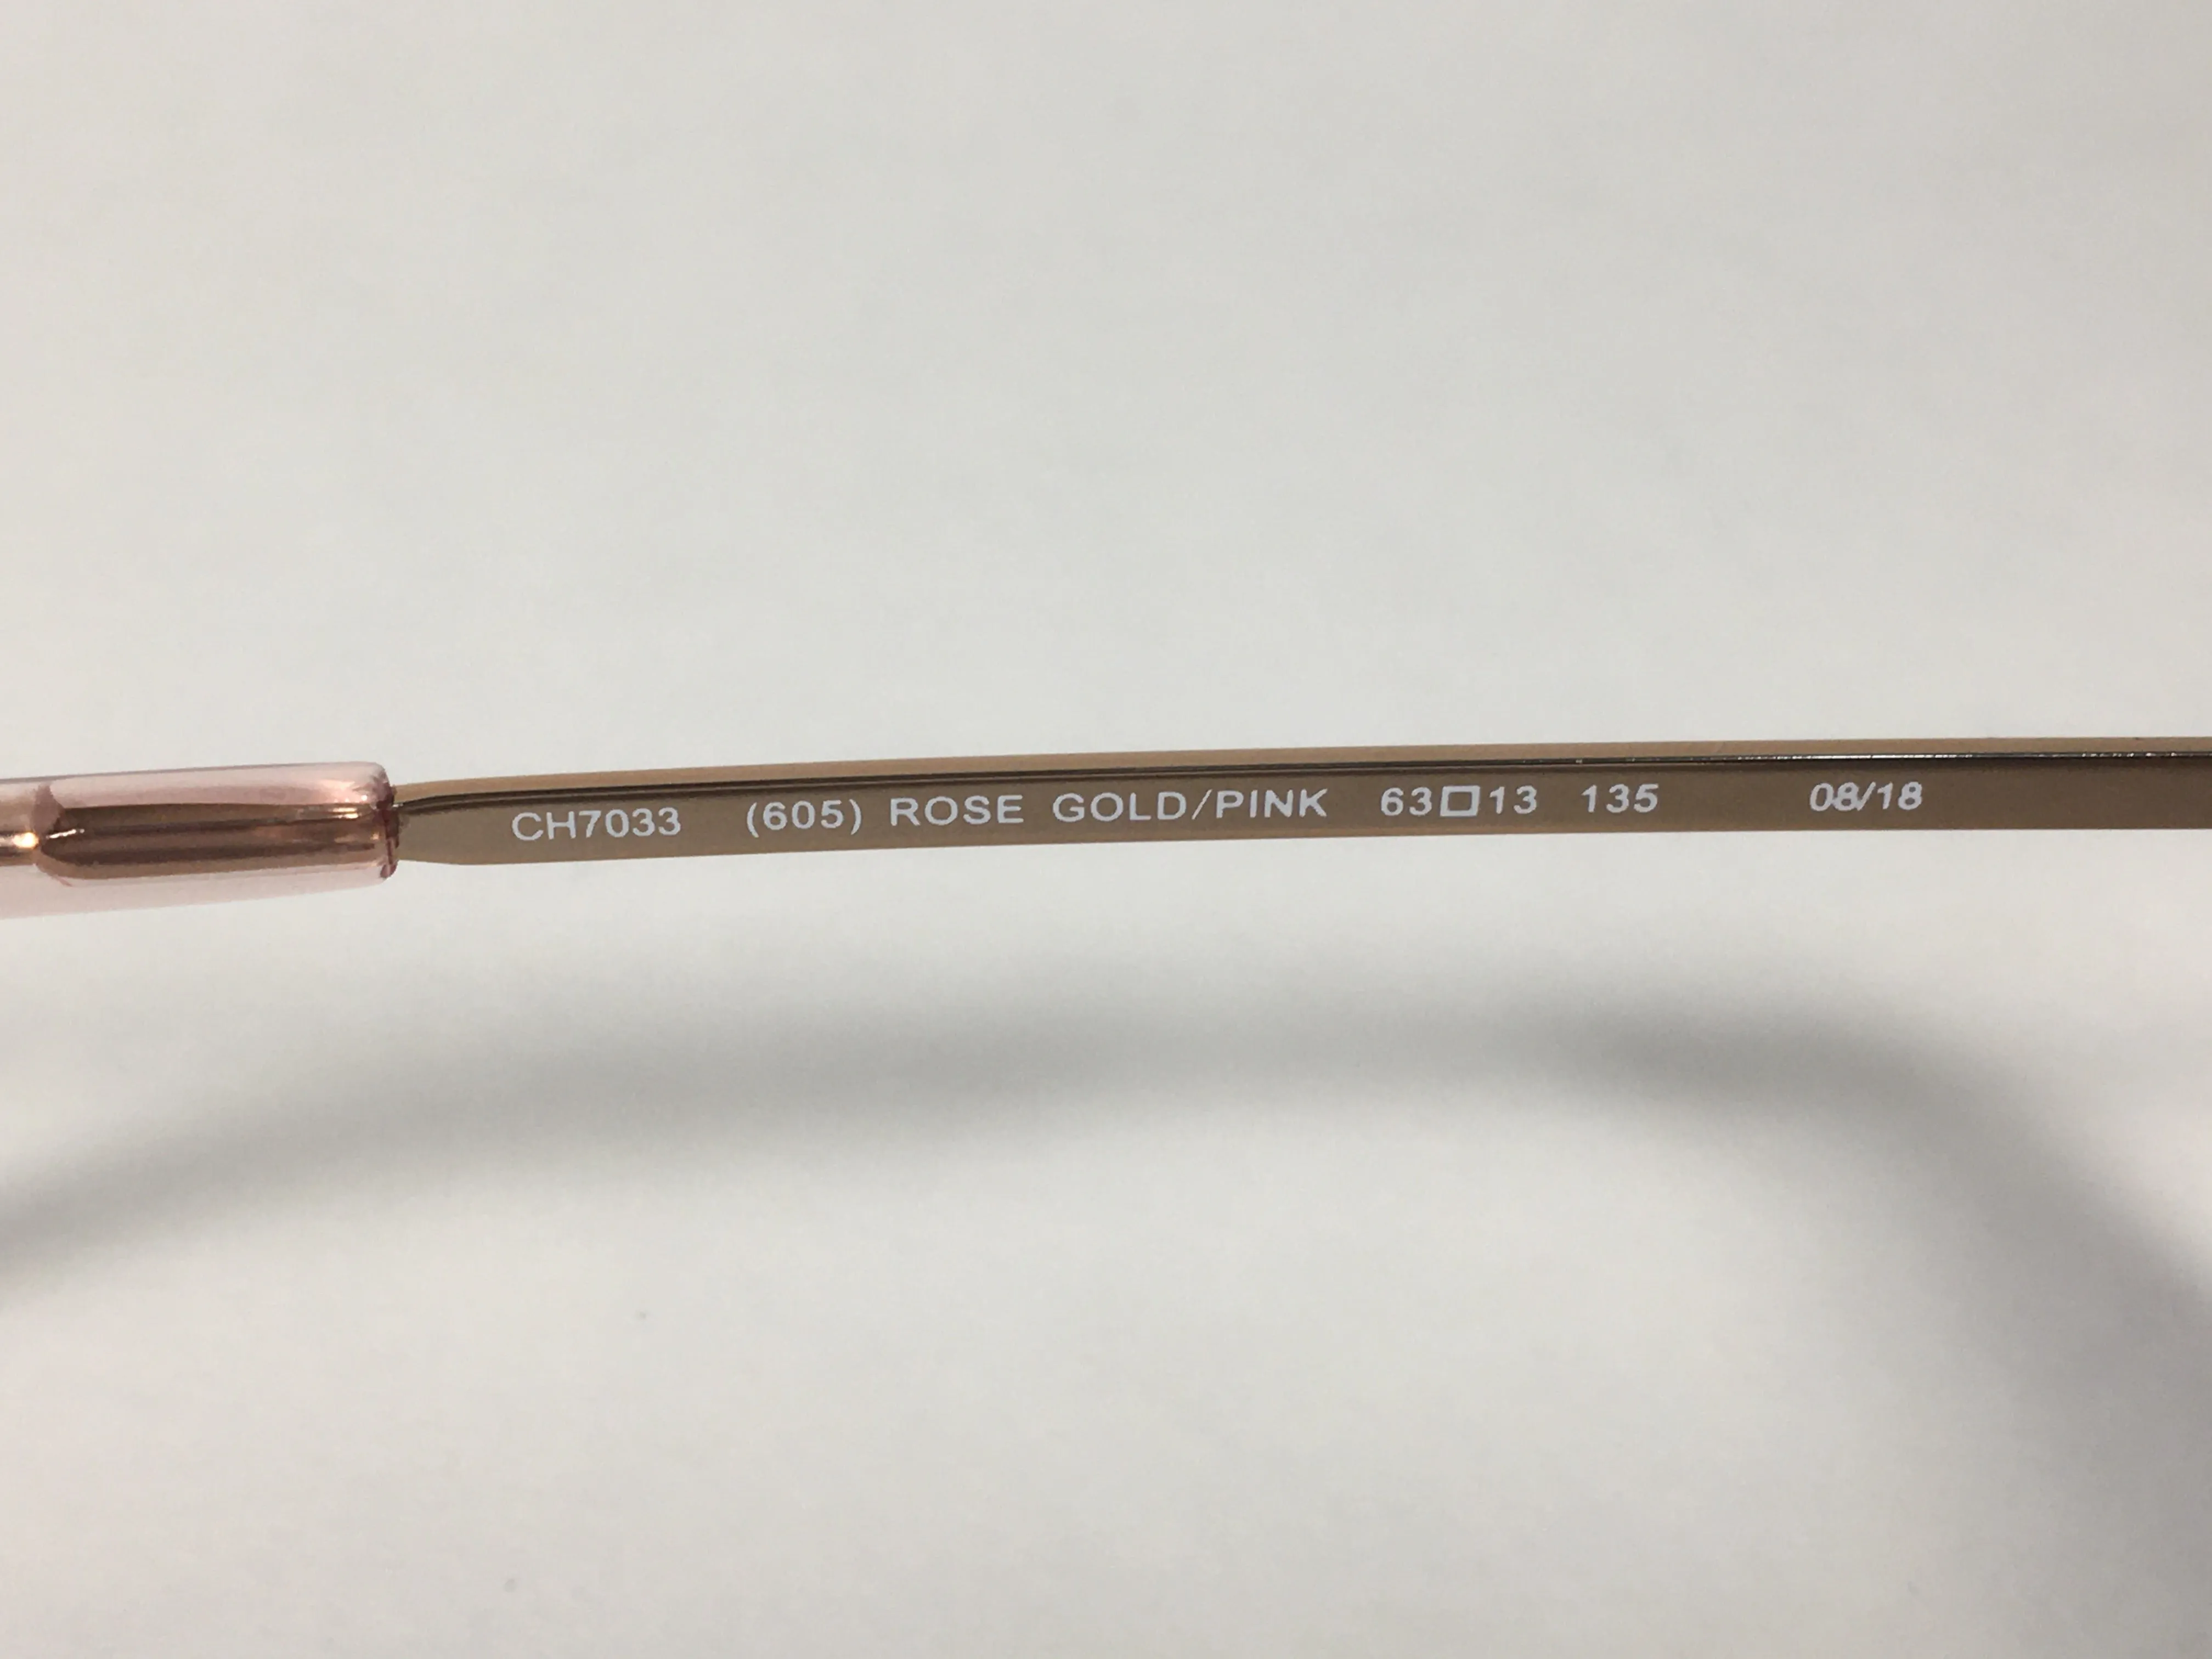 CH7033 (605) ROSE GOLD/PINK 63□13 135 08/18